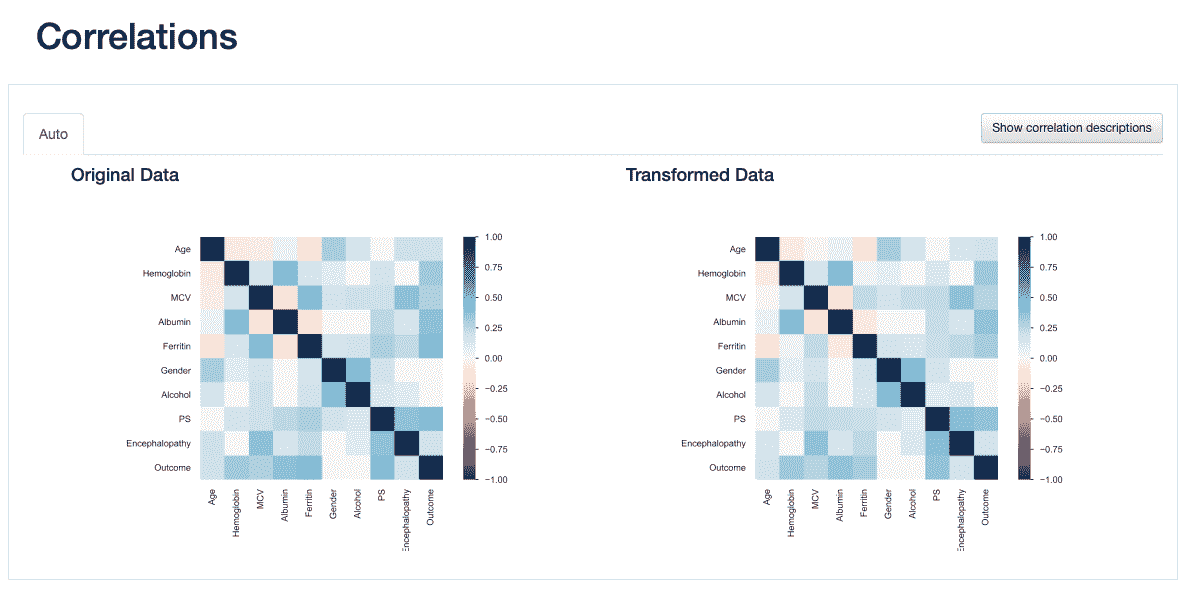 Correlations
Auto
Show correlation descriptions
Original Data
Age
Hemoglobin
MCV
Albumin
Ferritin
Gender
Alcohol
PS
Encephalopathy
Outcome
1.00
0.75
0.50
0.25
0.00
−0.25
−0.50
−0.75
−1.00
Age
Hemoglobin
MCV
Albumin
Ferritin
Gender
Alcohol
PS
Encephalopathy
Outcome
Transformed Data
Age
Hemoglobin
MCV
Albumin
Ferritin
Gender
Alcohol
PS
Encephalopathy
Outcome
1.00
0.75
0.50
0.25
0.00
−0.25
−0.50
−0.75
−1.00
Age
Hemoglobin
MCV
Albumin
Ferritin
Gender
Alcohol
PS
Encephalopathy
Outcome